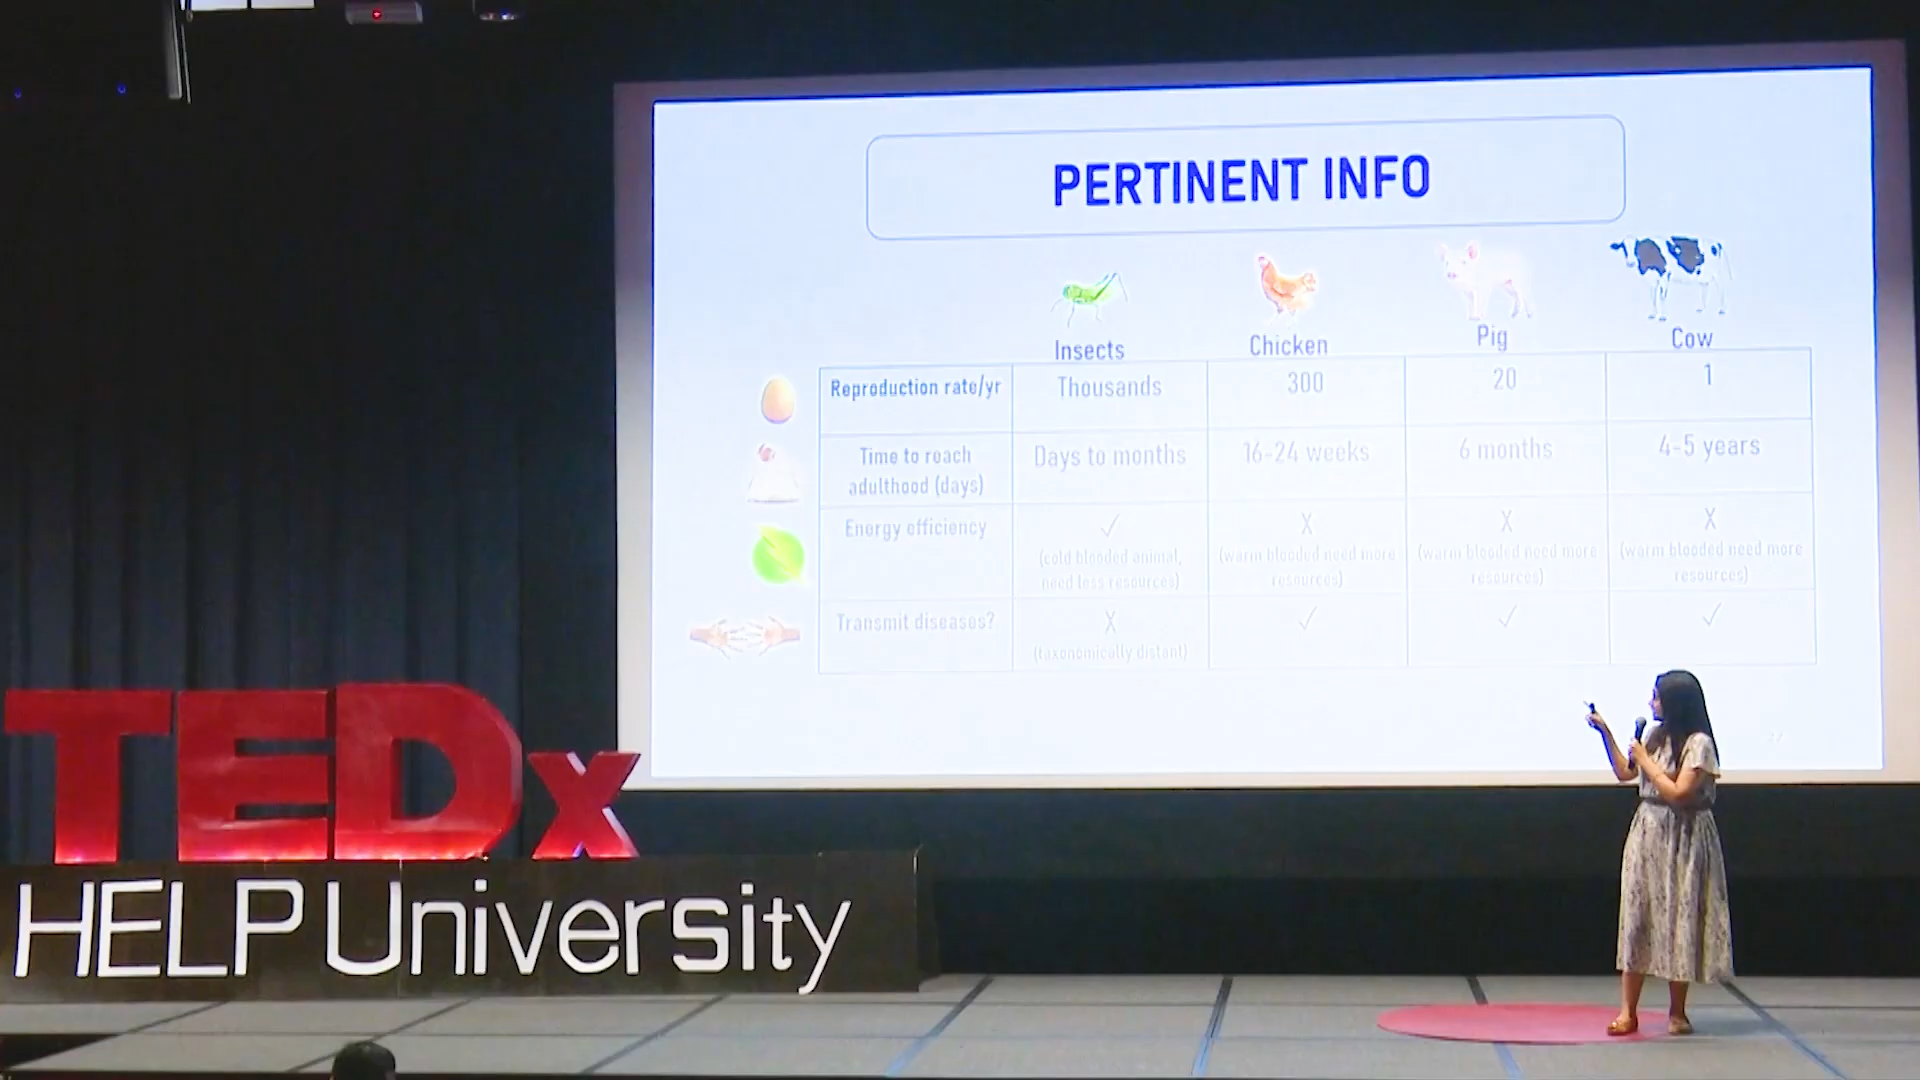 PERTINENT INFO
Insects Chicken Pig Cow
Reproduction rate/yr Thousands 300 20 1
Time to reach adulthood (days) Days to months 16-24 weeks 6 months 4-5 years
Energy efficiency ✓ X X X
(cold blooded animal, need less resources) (warm blooded need more resources) (warm blooded need more resources) (warm blooded need more resources)
Transmit diseases? X ✓ ✓ ✓
(taxonomically distant)
TEDx
HELP University